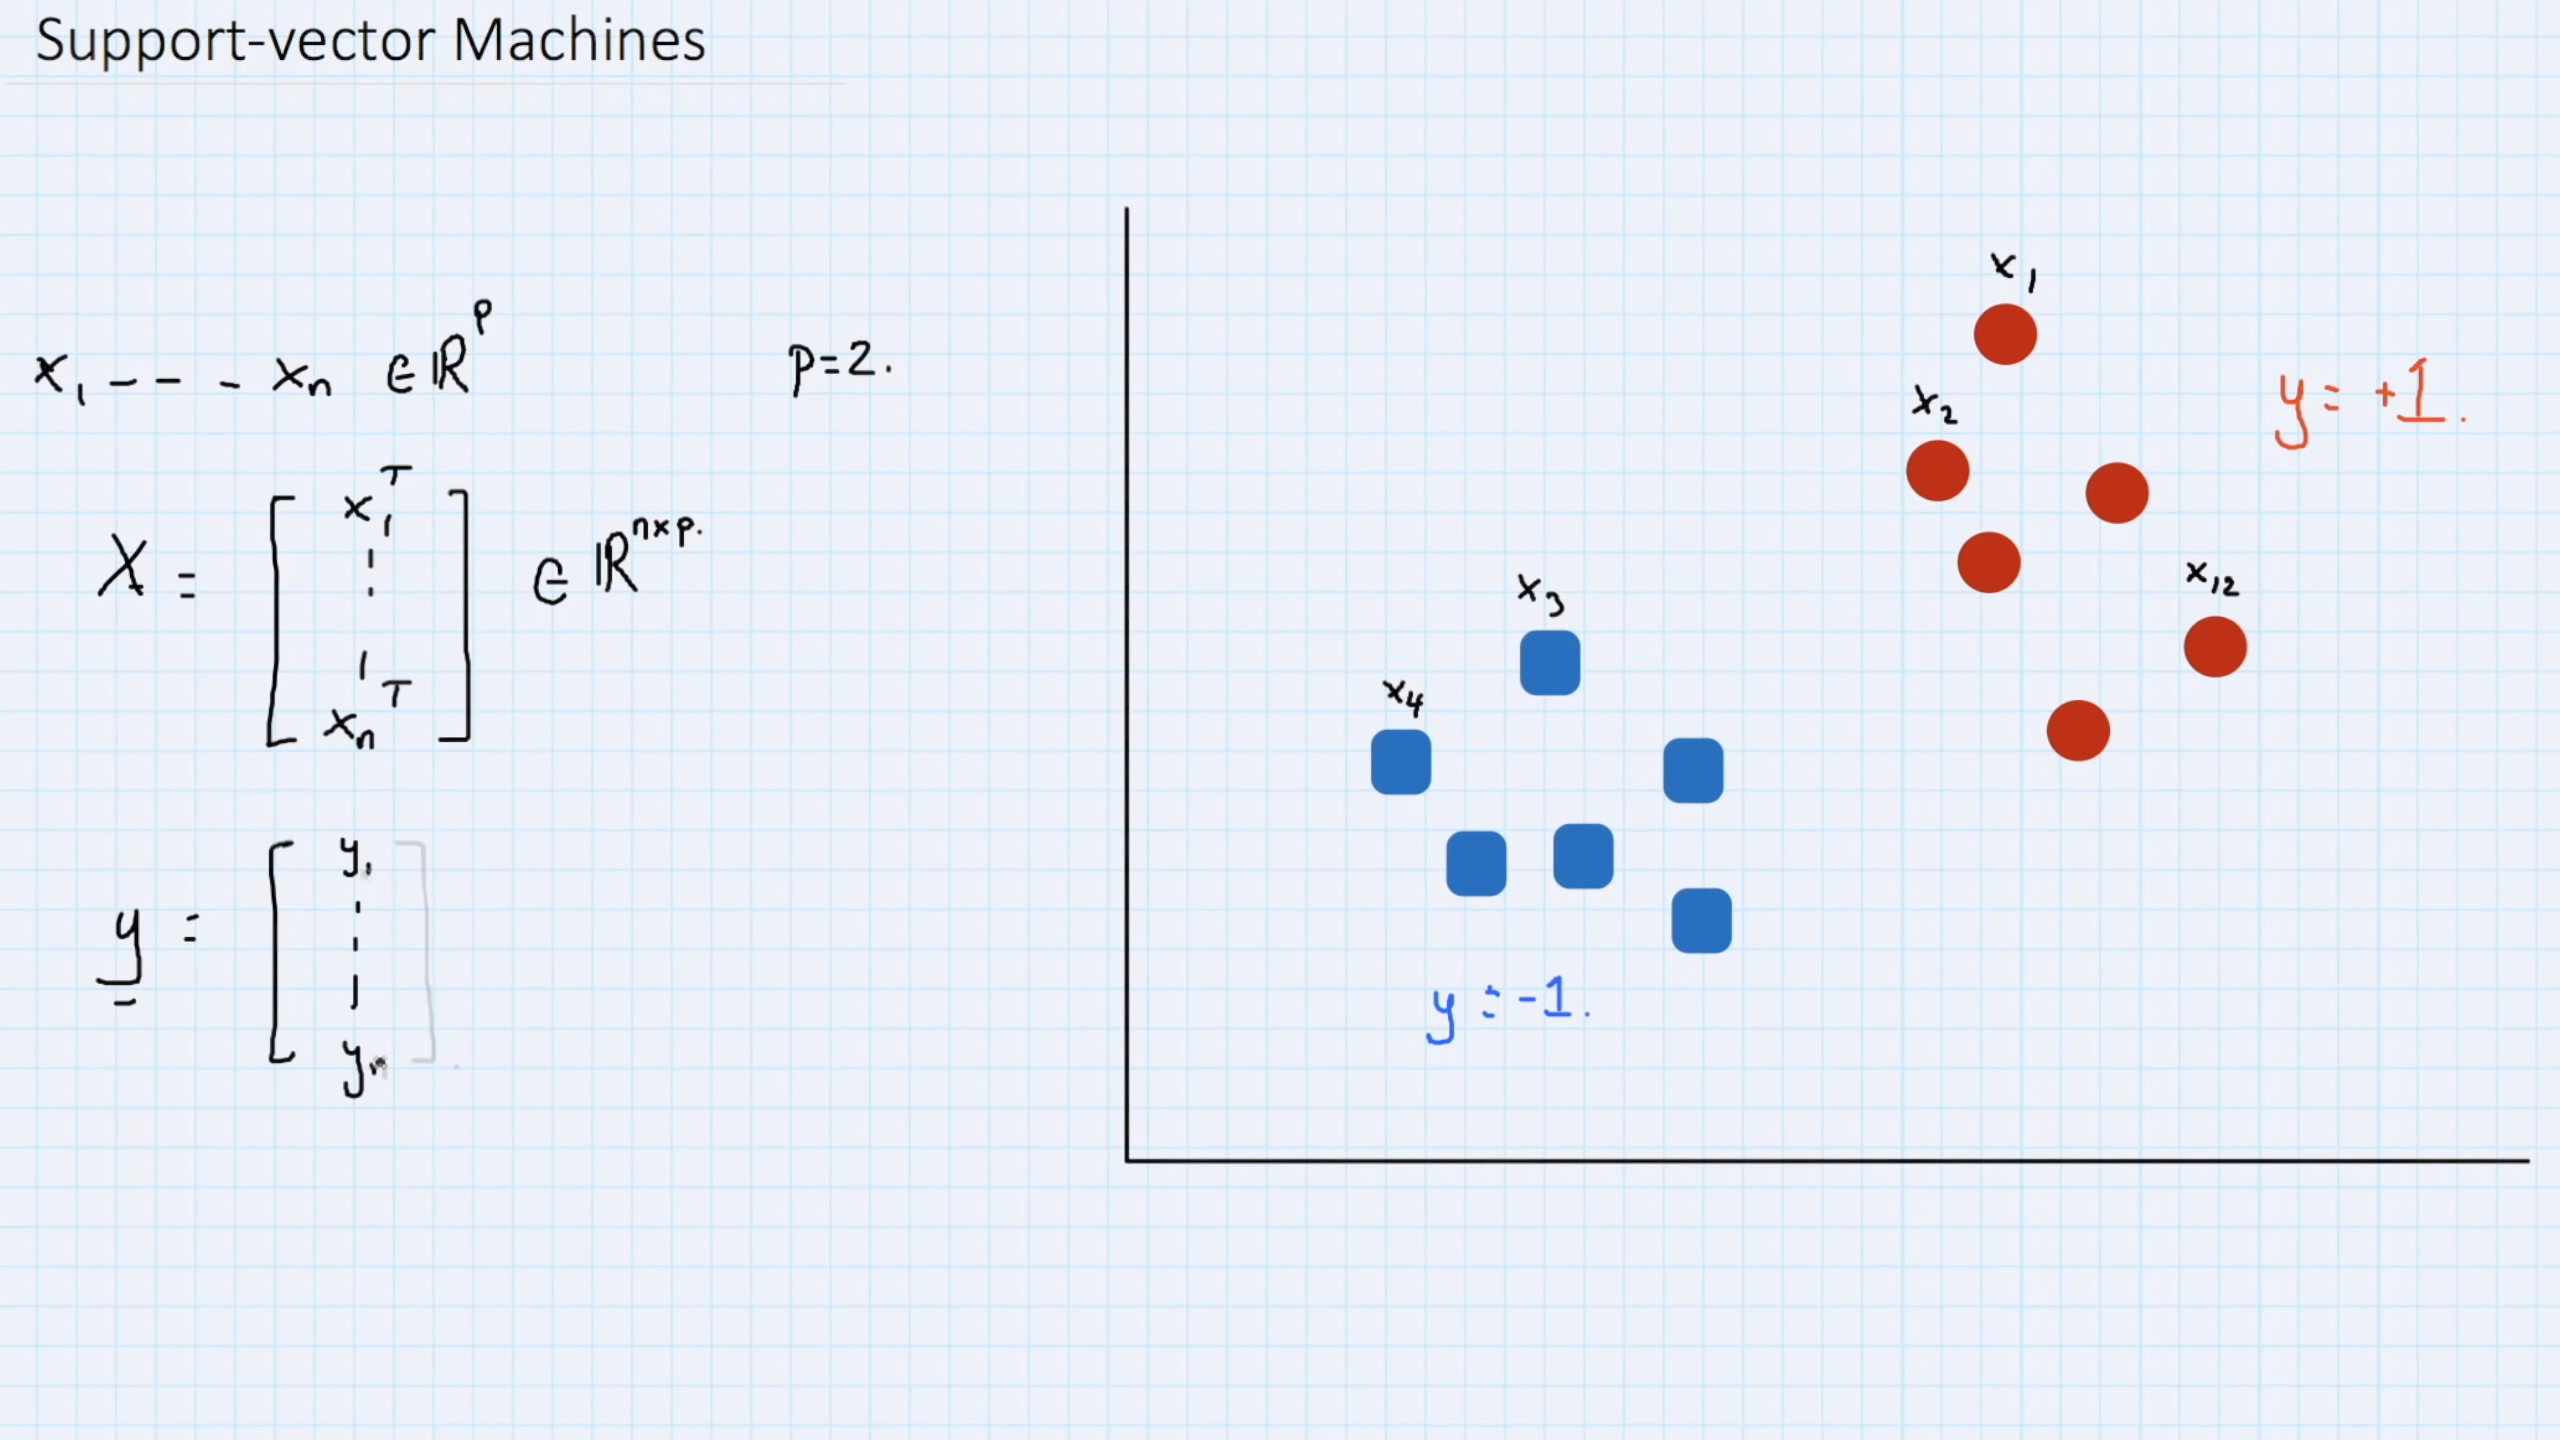 Support-vector Machines
x₁ - - - xₙ ∈ ℝᵖ
p=2.
X = [ x₁ᵀ
xₙᵀ ] ∈ ℝⁿˣᵖ.
y = [ y₁
yₙ ].
x₁
x₂
y = +1.
x₁₂
x₃
x₄
y = -1.